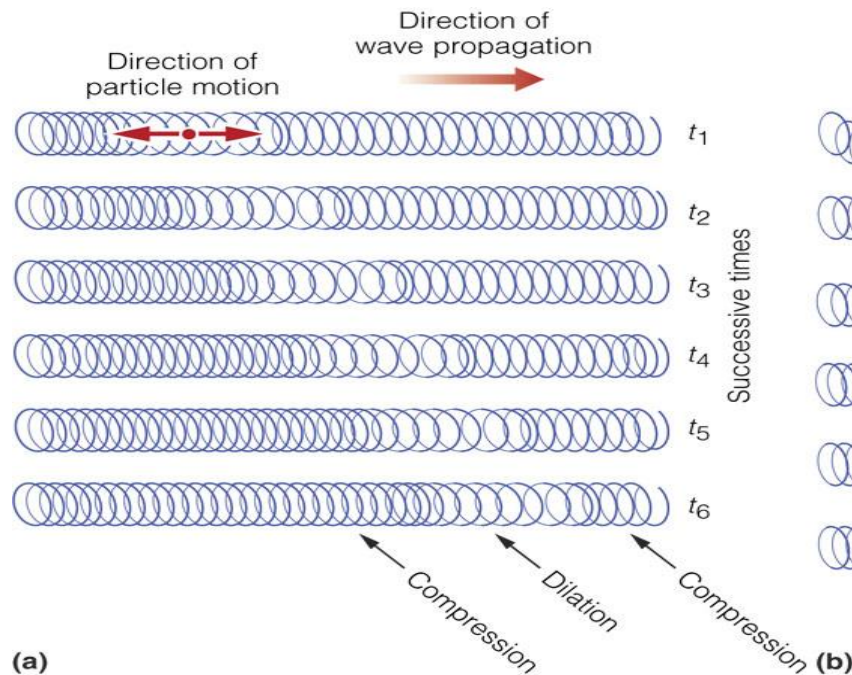 Direction of
wave propagation
Direction of
particle motion
t1
t2
t3
t4
t5
t6
Successive times
Compression
Dilation
Compression
(a)
(b)